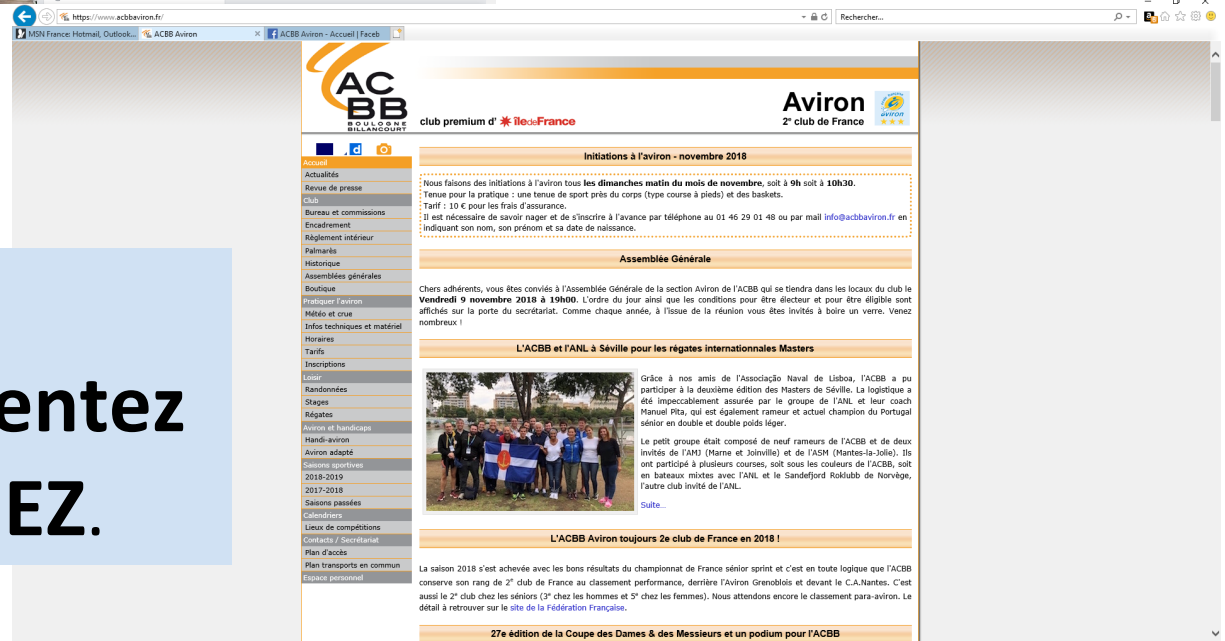 https://www.acbbaviron.fr/
Rechercher...
MSN France: Hotmail, Outlook...
ACBB Aviron
ACBB Aviron - Accueil | Faceb
AC
BB
BOULOGNE
BILLANCOURT
club premium d' îledeFrance
Aviron
2e club de France
aviron
Accueil
Actualités
Revue de presse
Club
Bureau et commissions
Encadrement
Règlement intérieur
Palmarès
Historique
Assemblées générales
Boutique
Pratiquer l'aviron
Météo et crue
Infos techniques et matériel
Horaires
Tarifs
Inscriptions
Loisir
Randonnées
Stages
Régates
Aviron et handicaps
Handi-aviron
Aviron adapté
Saisons sportives
2018-2019
2017-2018
Saisons passées
Calendriers
Lieux de compétitions
Contacts / Secrétariat
Plan d'accès
Plan transports en commun
Espace personnel
Initiations à l'aviron - novembre 2018
Nous faisons des initiations à l'aviron tous les dimanches matin du mois de novembre, soit à 9h soit à 10h30.
Tenue pour la pratique : une tenue de sport près du corps (type course à pieds) et des baskets.
Tarif : 10 € pour les frais d'assurance.
Il est nécessaire de savoir nager et de s'inscrire à l'avance par téléphone au 01 46 29 01 48 ou par mail info@acbbaviron.fr en
indiquant son nom, son prénom et sa date de naissance.
Assemblée Générale
Chers adhérents, vous êtes conviés à l'Assemblée Générale de la section Aviron de l'ACBB qui se tiendra dans les locaux du club le
Vendredi 9 novembre 2018 à 19h00. L'ordre du jour ainsi que les conditions pour être électeur et pour être éligible sont
affichés sur la porte du secrétariat. Comme chaque année, à l'issue de la réunion vous êtes invités à boire un verre. Venez
nombreux !
L'ACBB et l'ANL à Séville pour les régates internationnales Masters
Grâce à nos amis de l'Associação Naval de Lisboa, l'ACBB a pu
participer à la deuxième édition des Masters de Séville. La logistique a
été impeccablement assurée par le groupe de l'ANL et leur coach
Manuel Pita, qui est également rameur et actuel champion du Portugal
sénior en double et double poids léger.
Le petit groupe était composé de neuf rameurs de l'ACBB et de deux
invités de l'AMJ (Marne et Joinville) et de l'ASM (Mantes-la-Jolie). Ils
ont participé à plusieurs courses, soit sous les couleurs de l'ACBB, soit
en bateaux mixtes avec l'ANL et le Sandefjord Roklubb de Norvège,
l'autre club invité de l'ANL.
Suite...
L'ACBB Aviron toujours 2e club de France en 2018 !
La saison 2018 s'est achevée avec les bons résultats du championnat de France sénior sprint et c'est en toute logique que l'ACBB
conserve son rang de 2e club de France au classement performance, derrière l'Aviron Grenoblois et devant le C.A.Nantes. C'est
aussi le 2e club chez les séniors (3e chez les hommes et 5e chez les femmes). Nous attendons encore le classement para-aviron. Le
détail à retrouver sur le site de la Fédération Française.
27e édition de la Coupe des Dames & des Messieurs et un podium pour l'ACBB
entez
EZ.